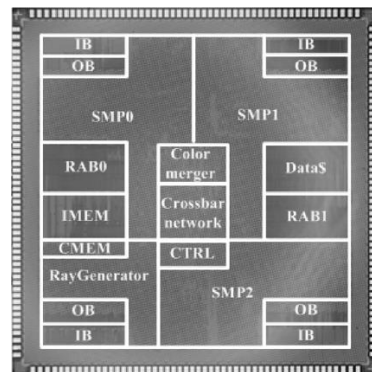 IB
OB
IB
OB
SMP0
SMP1
RAB0
Color
merger
Data$
IMEM
Crossbar
network
RAB1
CMEM
CTRL
RayGenerator
SMP2
OB
IB
OB
IB